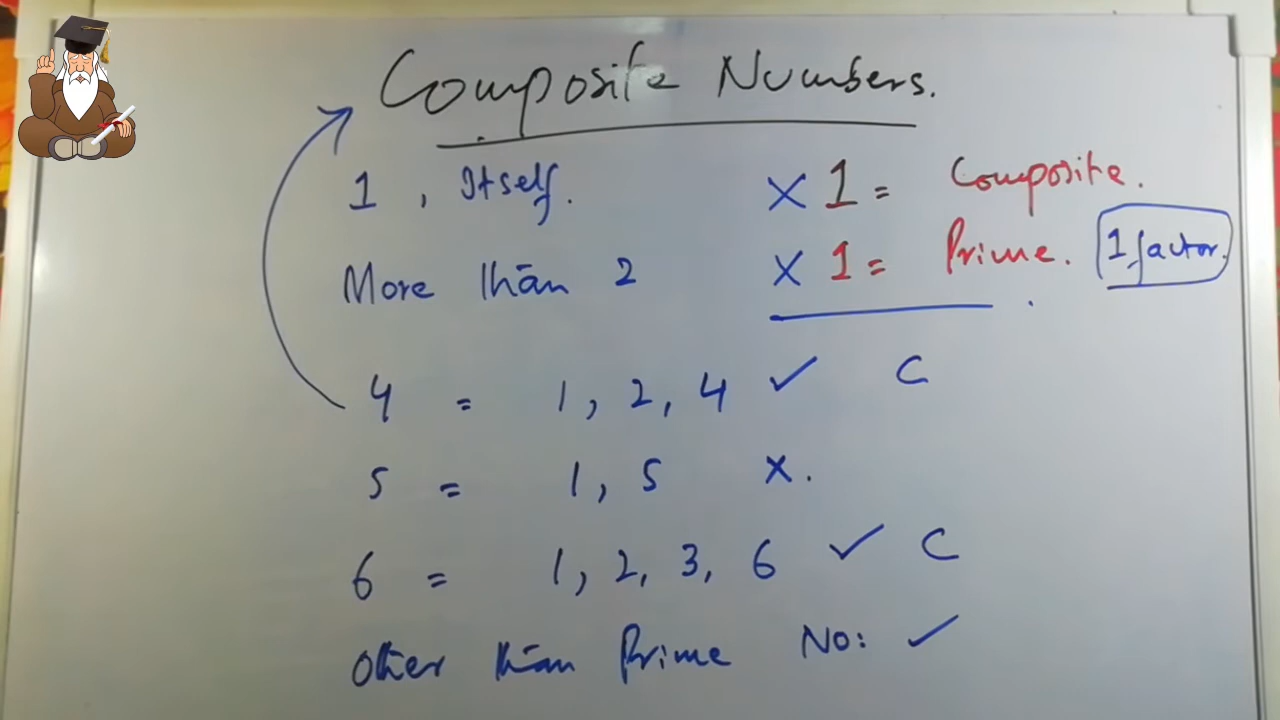 Composite Numbers.
1 , Itself.
× 1 = Composite.
More than 2
× 1 = Prime. 1 factor.
4 = 1, 2, 4 ✓ C
5 = 1, 5 ×.
6 = 1, 2, 3, 6 ✓ C
Other than Prime No: ✓